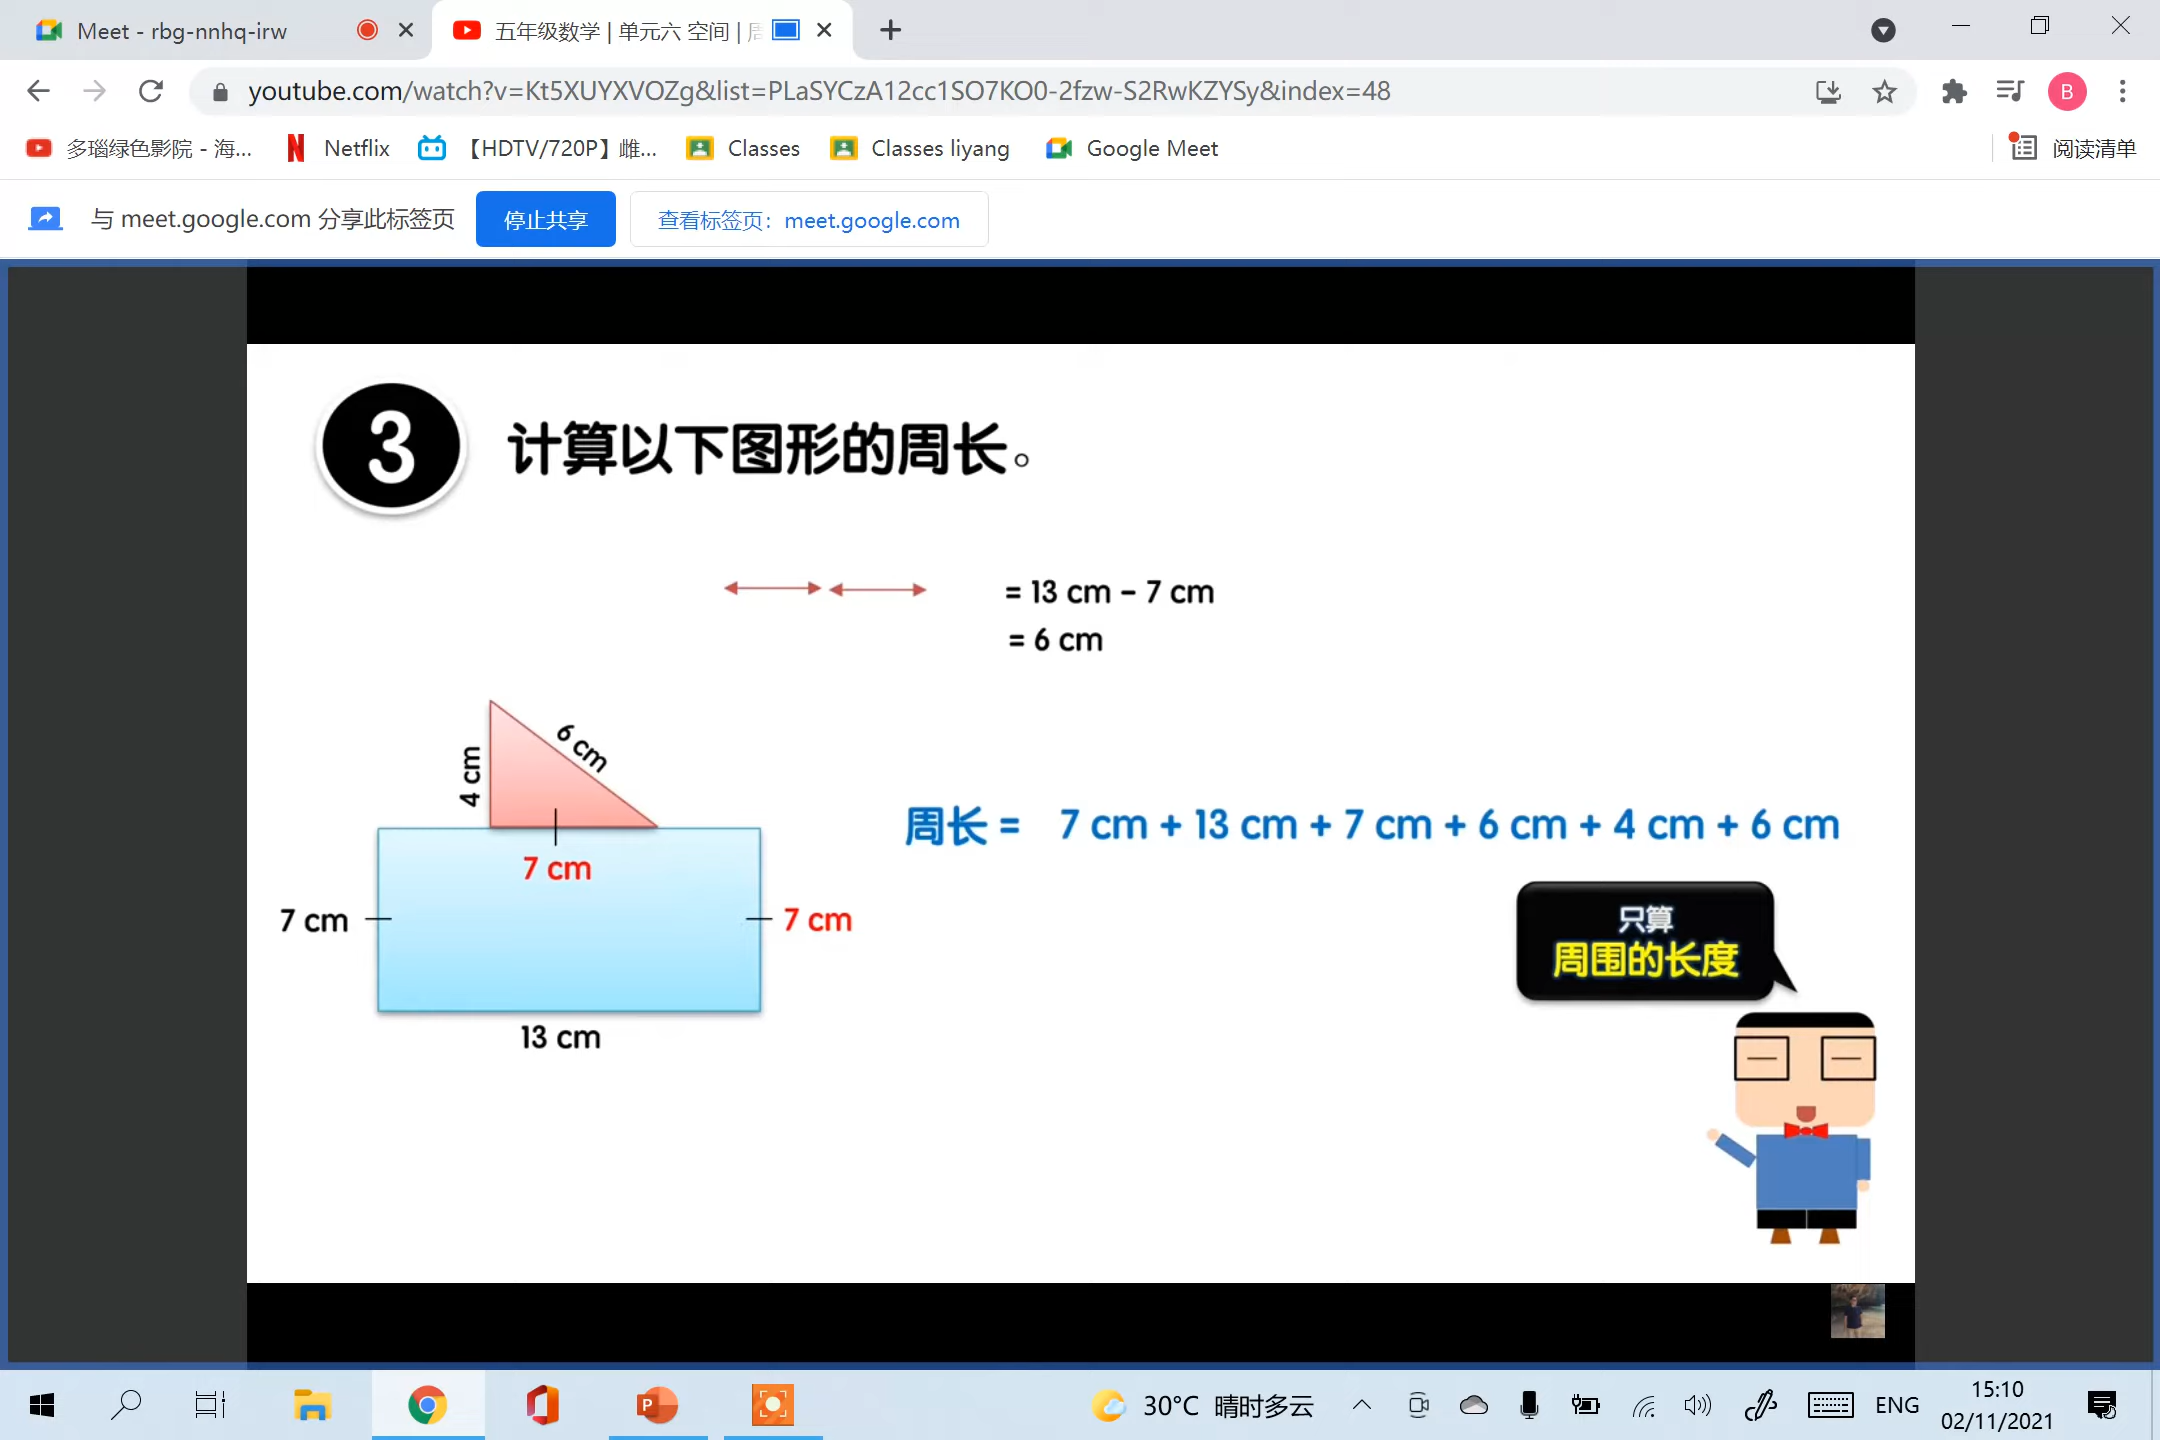 Meet - rbg-nnhq-irw
五年级数学 | 单元六 空间 |
youtube.com/watch?v=Kt5XUYXVOZg&list=PLaSYCzA12cc1SO7KO0-2fzw-S2RwKZYSy&index=48
B
多瑙绿色影院 - 海...
Netflix
【HDTV/720P】雌...
Classes
Classes liyang
Google Meet
阅读清单
与 meet.google.com 分享此标签页
停止共享
查看标签页: meet.google.com
3
计算以下图形的周长。
= 13 cm – 7 cm
= 6 cm
6 cm
4 cm
周长 = 7 cm + 13 cm + 7 cm + 6 cm + 4 cm + 6 cm
7 cm
7 cm
7 cm
13 cm
只算
周围的长度
30°C 晴时多云
ENG
15:10
02/11/2021